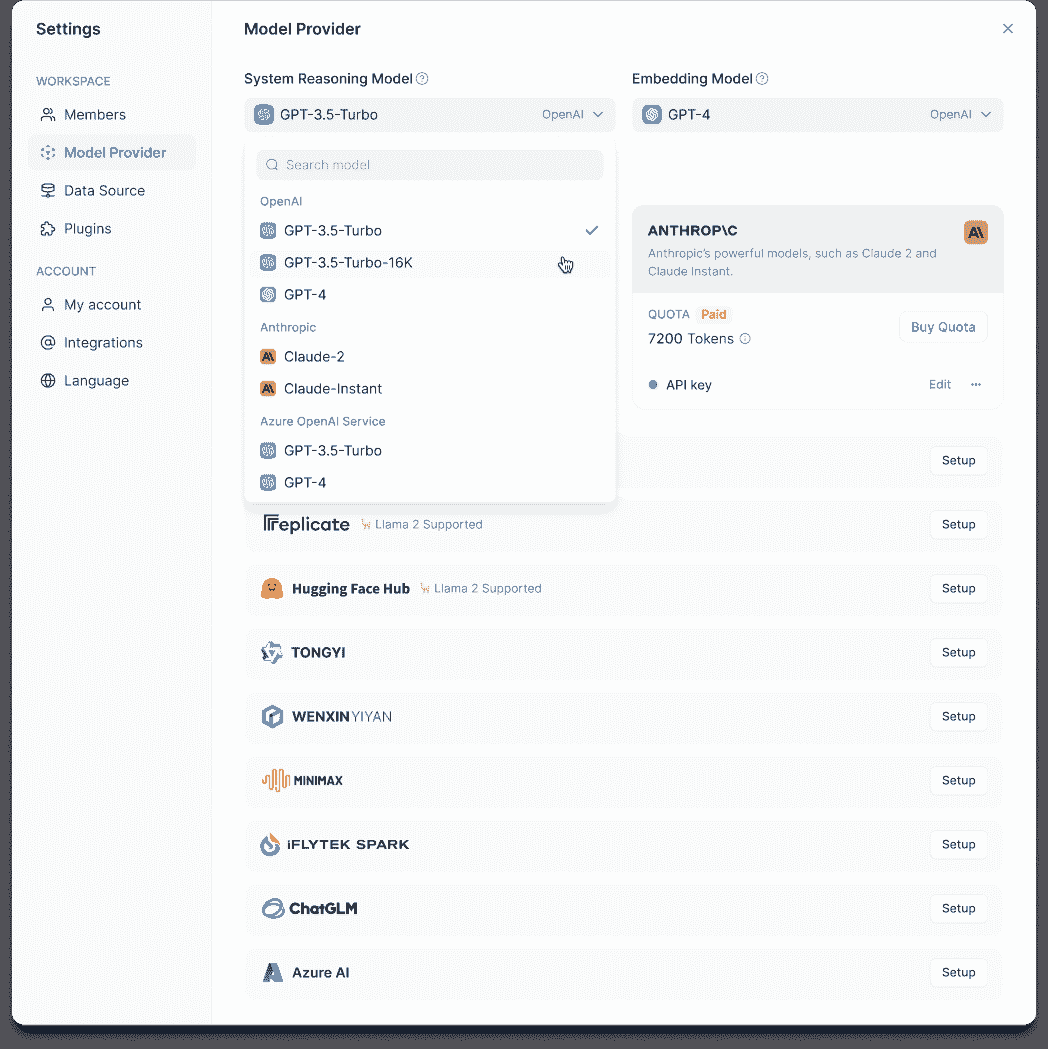 Settings
WORKSPACE
Members
Model Provider
Data Source
Plugins
ACCOUNT
My account
Integrations
Language
Model Provider
System Reasoning Model ?
GPT-3.5-Turbo OpenAI
Search model
OpenAI
GPT-3.5-Turbo
GPT-3.5-Turbo-16K
GPT-4
Anthropic
Claude-2
Claude-Instant
Azure OpenAI Service
GPT-3.5-Turbo
GPT-4
Embedding Model ?
GPT-4 OpenAI
ANTHROP\C
Anthropic's powerful models, such as Claude 2 and
Claude Instant.
QUOTA Paid
7200 Tokens
Buy Quota
API key Edit ···
Setup
Replicate Llama 2 Supported Setup
Hugging Face Hub Llama 2 Supported Setup
TONGYI Setup
WENXIN YIYAN Setup
MINIMAX Setup
iFLYTEK SPARK Setup
ChatGLM Setup
Azure AI Setup